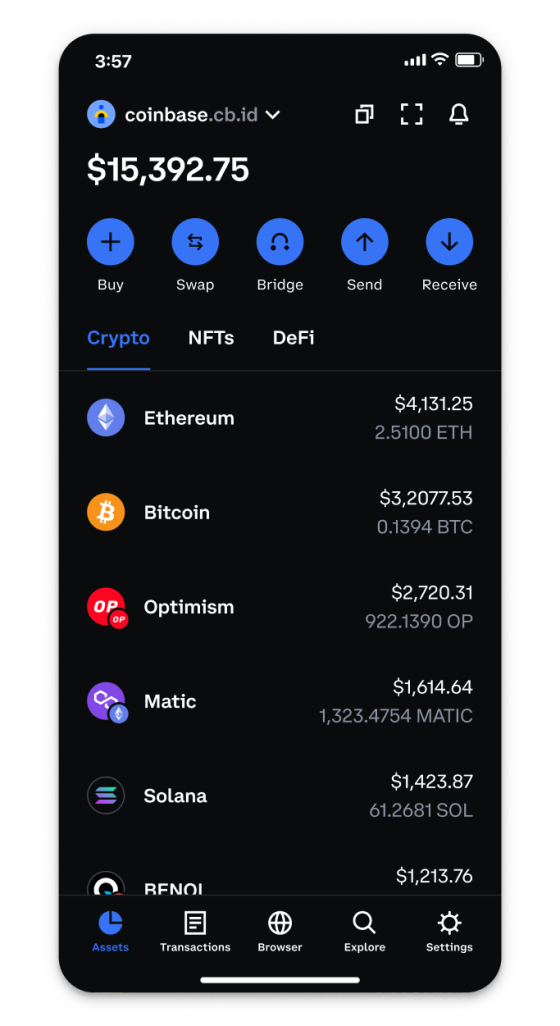 3:57
coinbase.cb.id
$15,392.75
Buy Swap Bridge Send Receive
Crypto NFTs DeFi
Ethereum $4,131.25
2.5100 ETH
Bitcoin $3,2077.53
0.1394 BTC
OP OP Optimism $2,720.31
922.1390 OP
Matic $1,614.64
1,323.4754 MATIC
Solana $1,423.87
61.2681 SOL
$1,213.76
Assets Transactions Browser Explore Settings